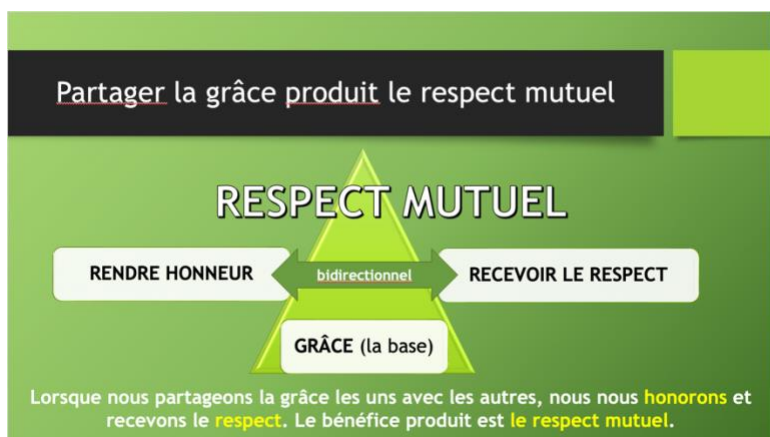 Partager la grâce produit le respect mutuel
RESPECT MUTUEL
RENDRE HONNEUR
bidirectionnel
RECEVOIR LE RESPECT
GRÂCE (la base)
Lorsque nous partageons la grâce les uns avec les autres, nous nous honorons et
recevons le respect. Le bénéfice produit est le respect mutuel.